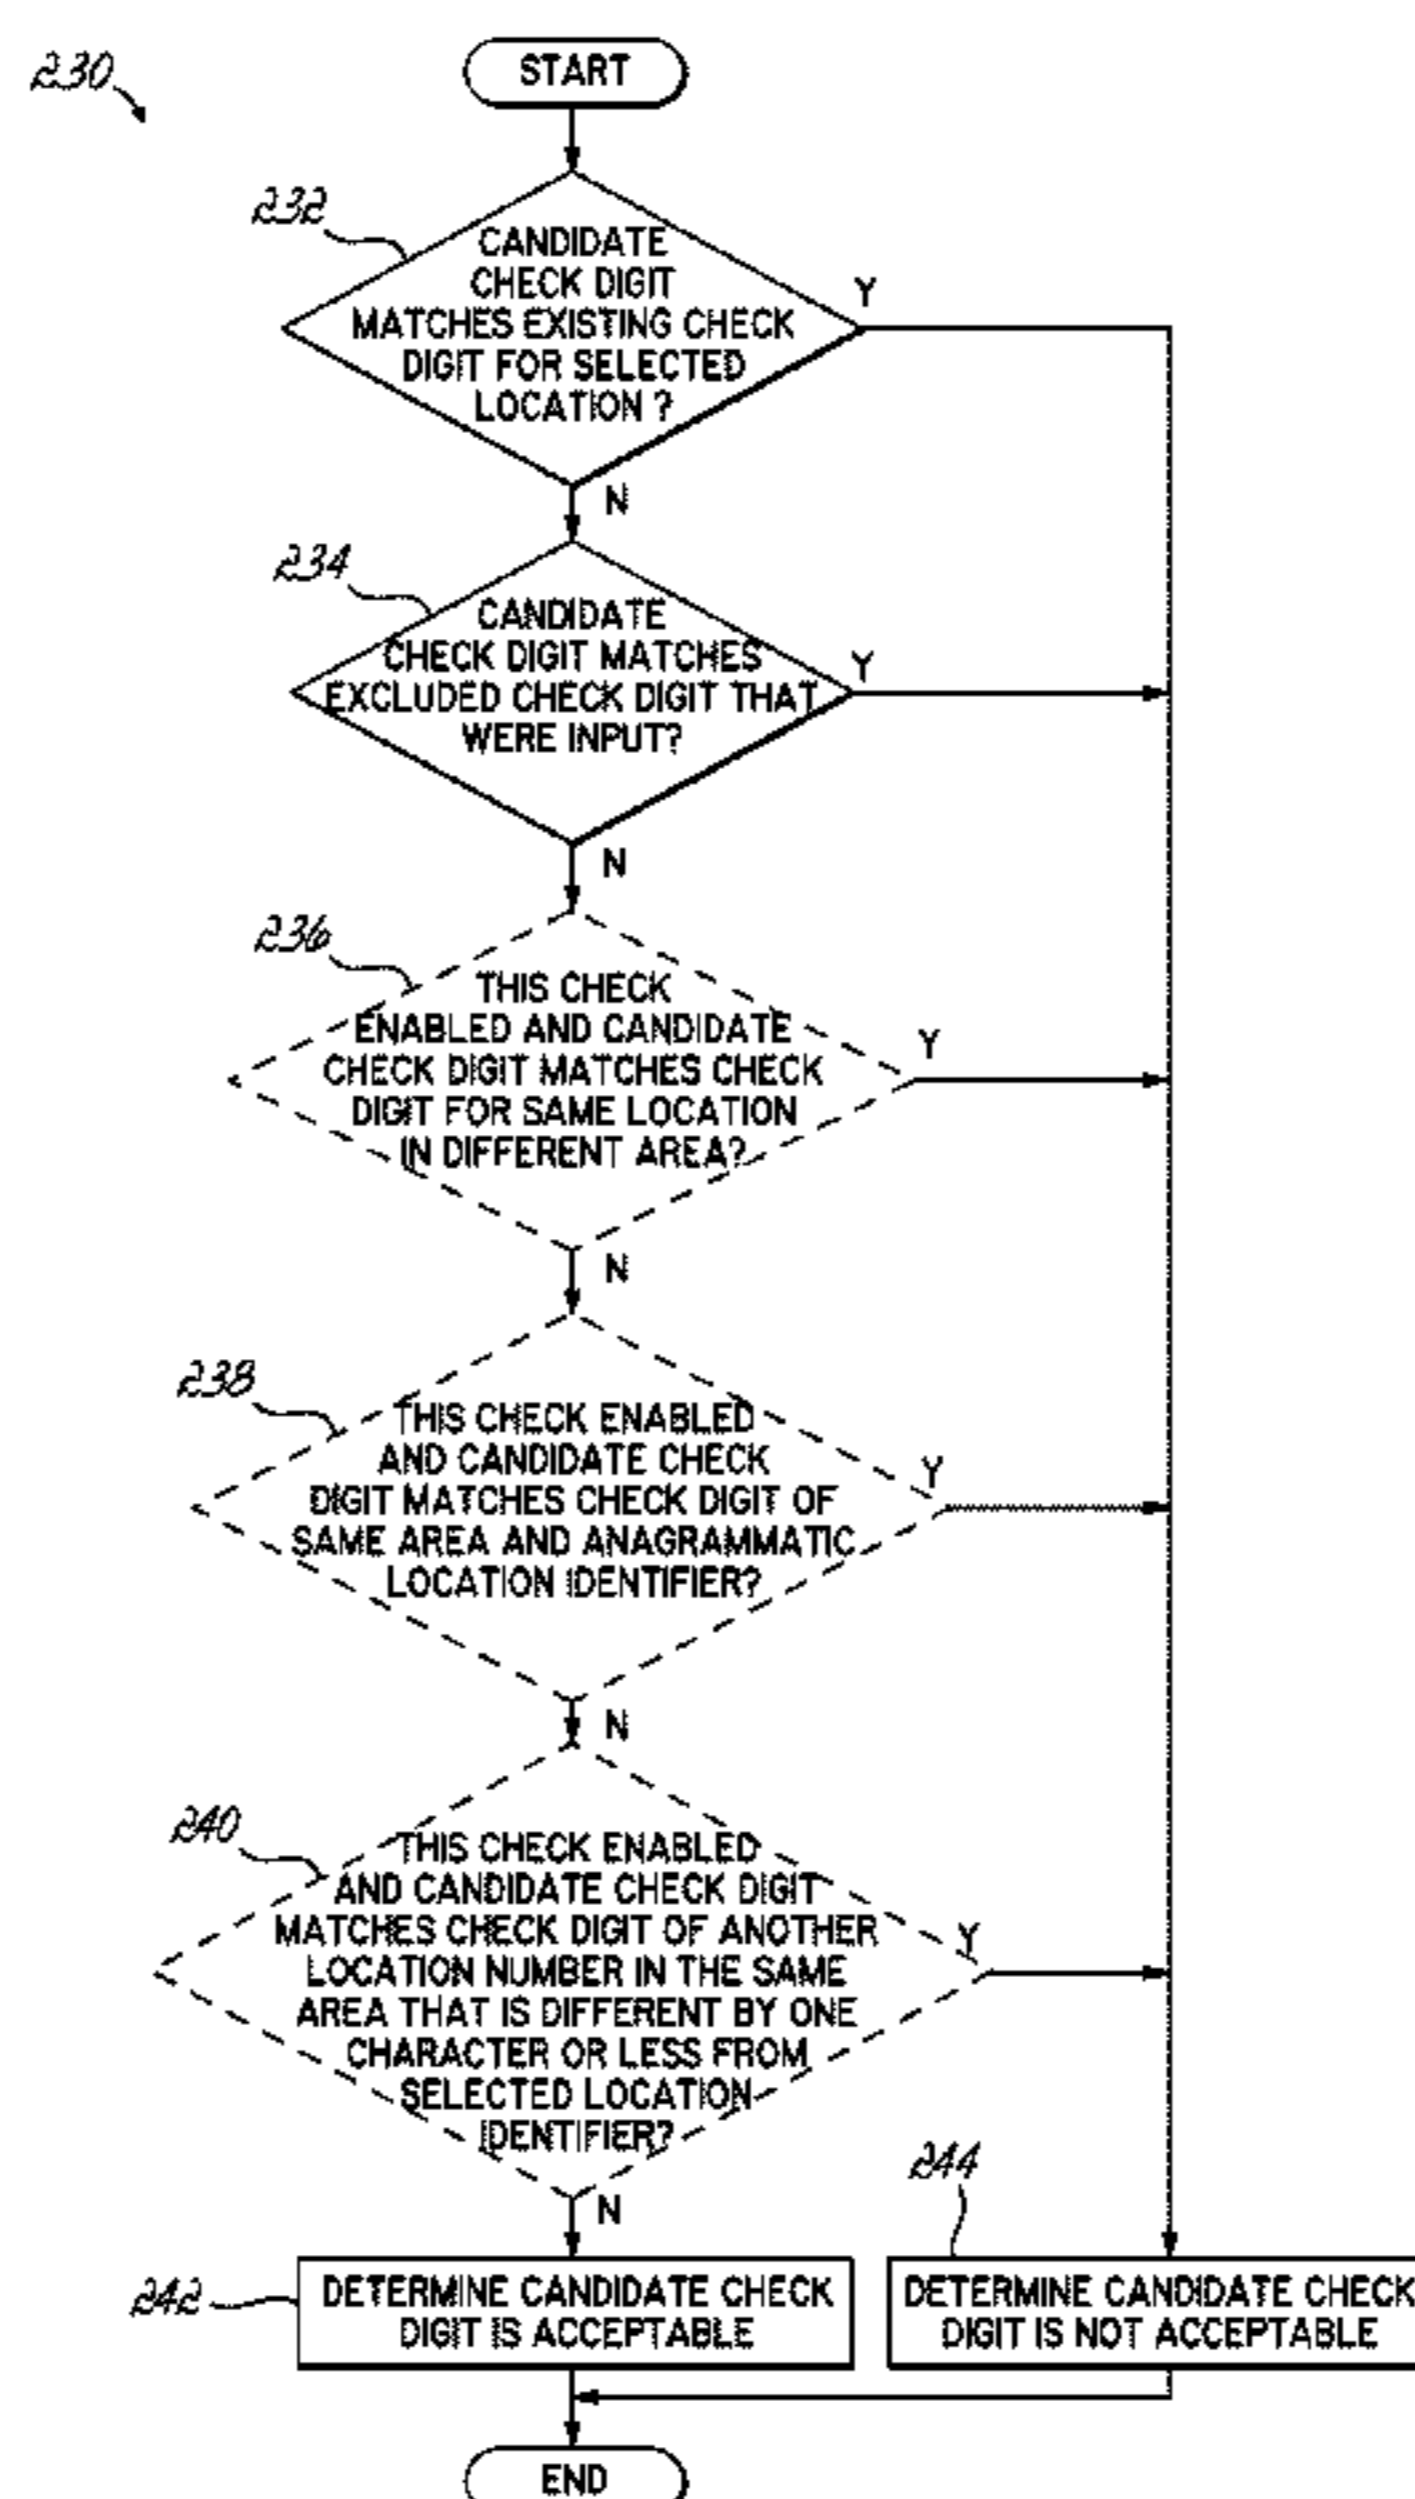 230
START
232
CANDIDATE
CHECK DIGIT
MATCHES EXISTING CHECK
DIGIT FOR SELECTED
LOCATION ?
Y
N
234
CANDIDATE
CHECK DIGIT MATCHES
EXCLUDED CHECK DIGIT THAT
WERE INPUT?
Y
N
236
THIS CHECK
ENABLED AND CANDIDATE
CHECK DIGIT MATCHES CHECK
DIGIT FOR SAME LOCATION
IN DIFFERENT AREA?
Y
N
238
THIS CHECK ENABLED
AND CANDIDATE CHECK
DIGIT MATCHES CHECK DIGIT OF
SAME AREA AND ANAGRAMMATIC
LOCATION IDENTIFIER?
Y
N
240
THIS CHECK ENABLED
AND CANDIDATE CHECK DIGIT
MATCHES CHECK DIGIT OF ANOTHER
LOCATION NUMBER IN THE SAME
AREA THAT IS DIFFERENT BY ONE
CHARACTER OR LESS FROM
SELECTED LOCATION
IDENTIFIER?
Y
N
242
DETERMINE CANDIDATE CHECK
DIGIT IS ACCEPTABLE
244
DETERMINE CANDIDATE CHECK
DIGIT IS NOT ACCEPTABLE
END